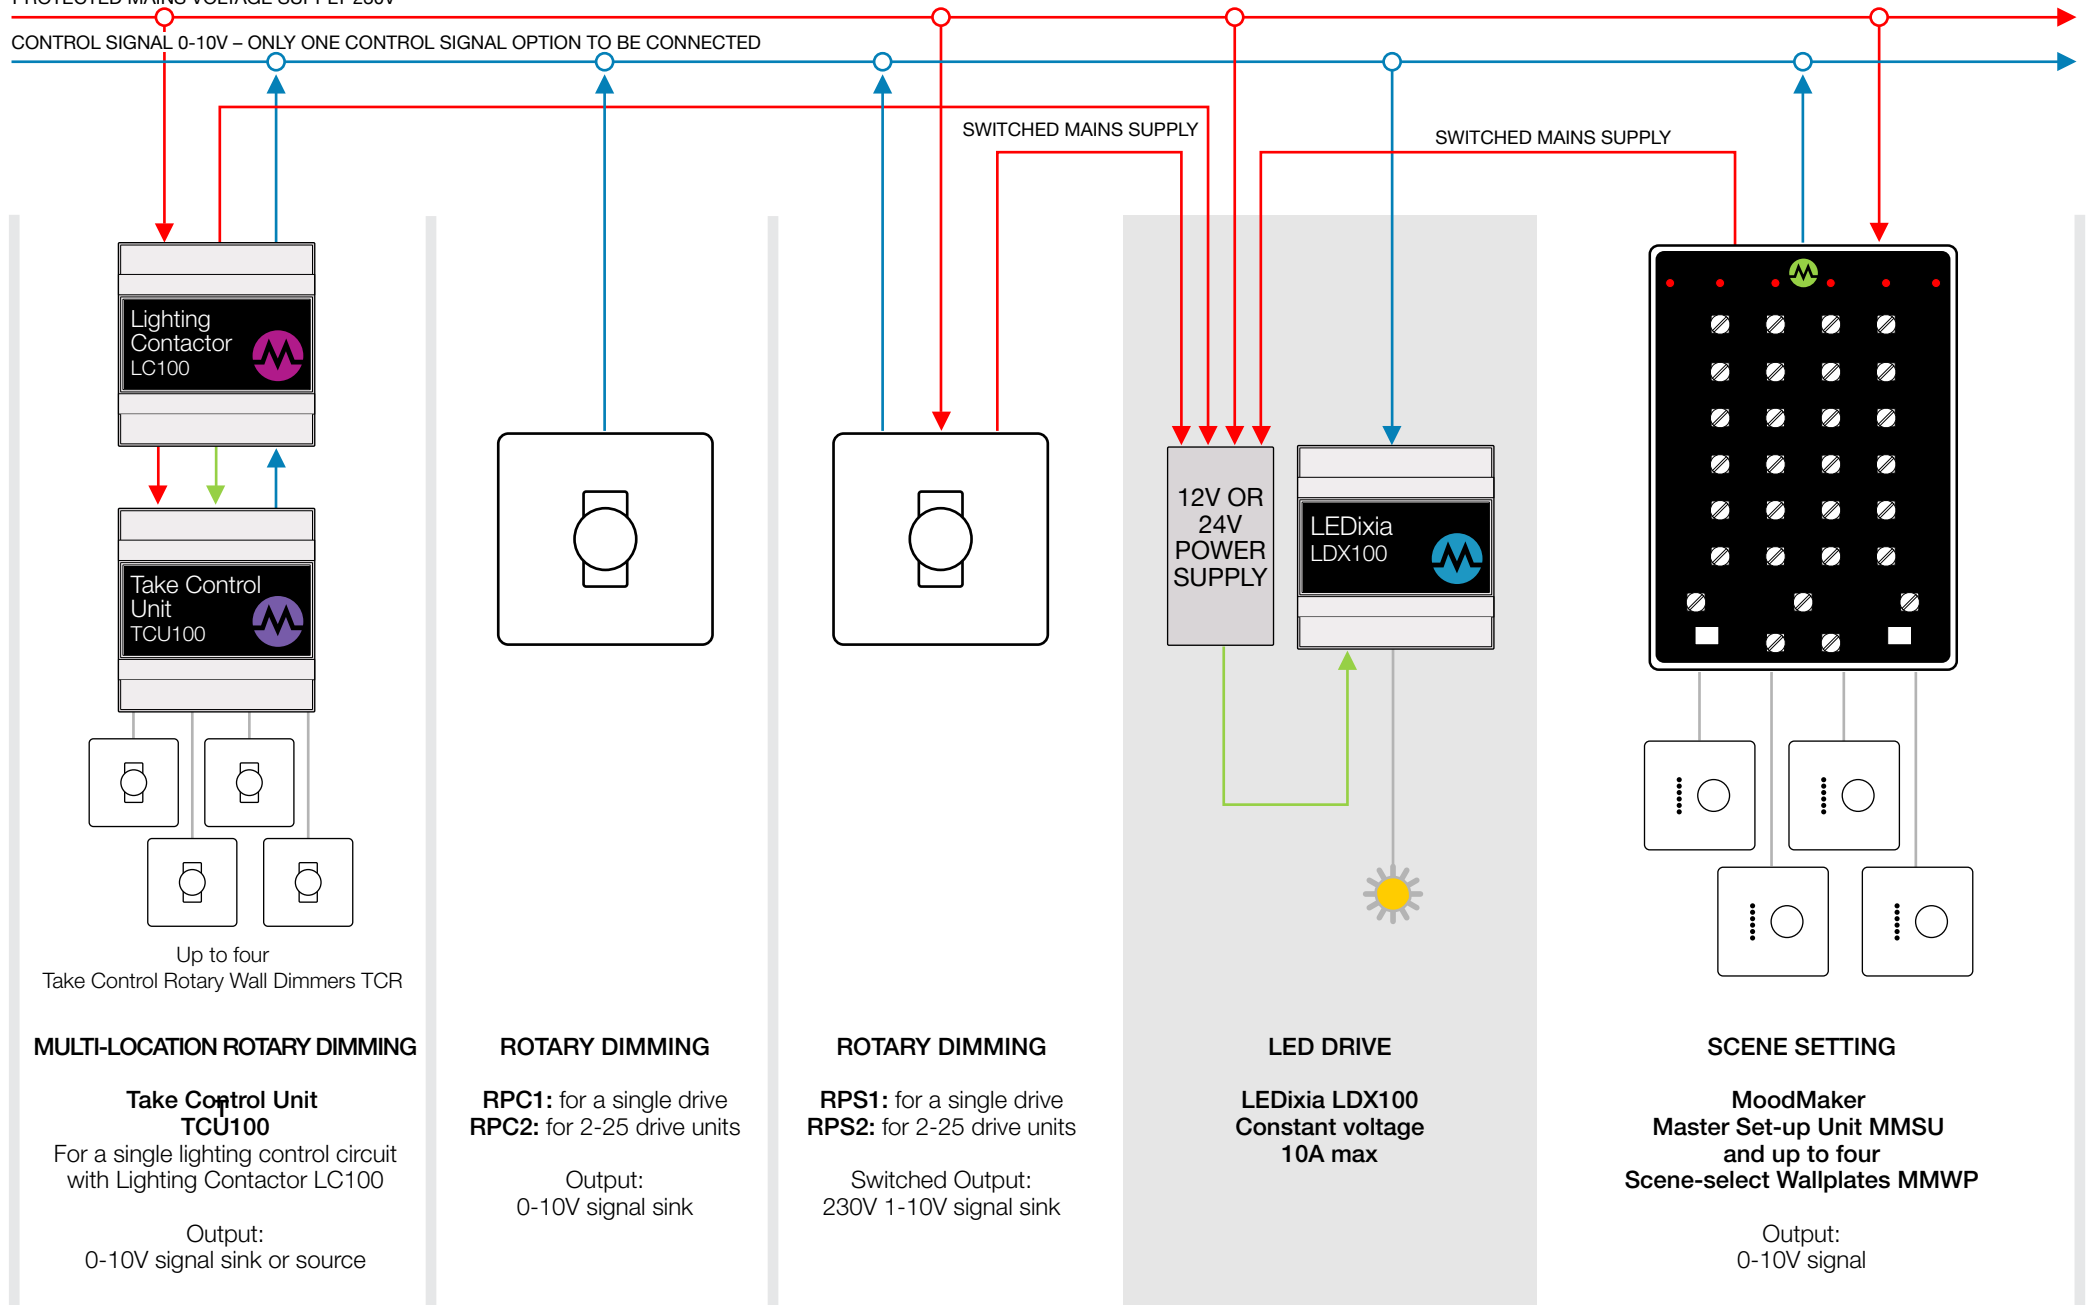 PROTECTED MAINS VOLTAGE SUPPLY 230V
CONTROL SIGNAL 0-10V – ONLY ONE CONTROL SIGNAL OPTION TO BE CONNECTED
SWITCHED MAINS SUPPLY
SWITCHED MAINS SUPPLY
Lighting
Contactor
LC100
Take Control
Unit
TCU100
12V OR
24V
POWER
SUPPLY
LEDixia
LDX100
Up to four
Take Control Rotary Wall Dimmers TCR
MULTI-LOCATION ROTARY DIMMING
Take Control Unit
TCU100
For a single lighting control circuit
with Lighting Contactor LC100
Output:
0-10V signal sink or source
ROTARY DIMMING
RPC1: for a single drive
RPC2: for 2-25 drive units
Output:
0-10V signal sink
ROTARY DIMMING
RPS1: for a single drive
RPS2: for 2-25 drive units
Switched Output:
230V 1-10V signal sink
LED DRIVE
LEDixia LDX100
Constant voltage
10A max
SCENE SETTING
MoodMaker
Master Set-up Unit MMSU
and up to four
Scene-select Wallplates MMWP
Output:
0-10V signal